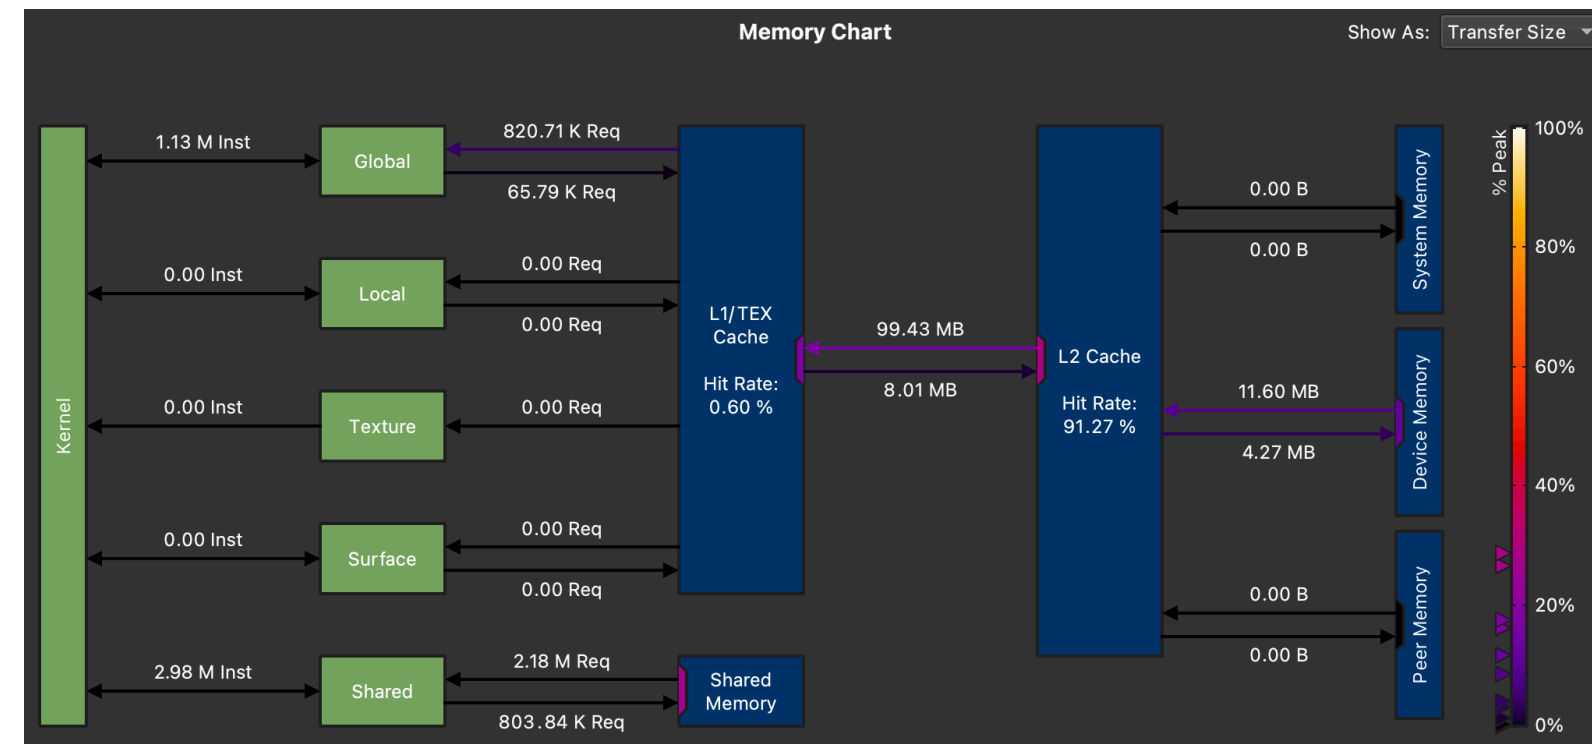 Memory Chart
Show As: Transfer Size
Kernel
1.13 M Inst
Global
820.71 K Req
65.79 K Req
0.00 Inst
Local
0.00 Req
0.00 Req
0.00 Inst
Texture
0.00 Req
0.00 Inst
Surface
0.00 Req
0.00 Req
2.98 M Inst
Shared
2.18 M Req
803.84 K Req
L1/TEX
Cache
Hit Rate:
0.60 %
Shared
Memory
99.43 MB
8.01 MB
L2 Cache
Hit Rate:
91.27 %
0.00 B
0.00 B
System Memory
11.60 MB
4.27 MB
Device Memory
0.00 B
0.00 B
Peer Memory
% Peak
100%
80%
60%
40%
20%
0%